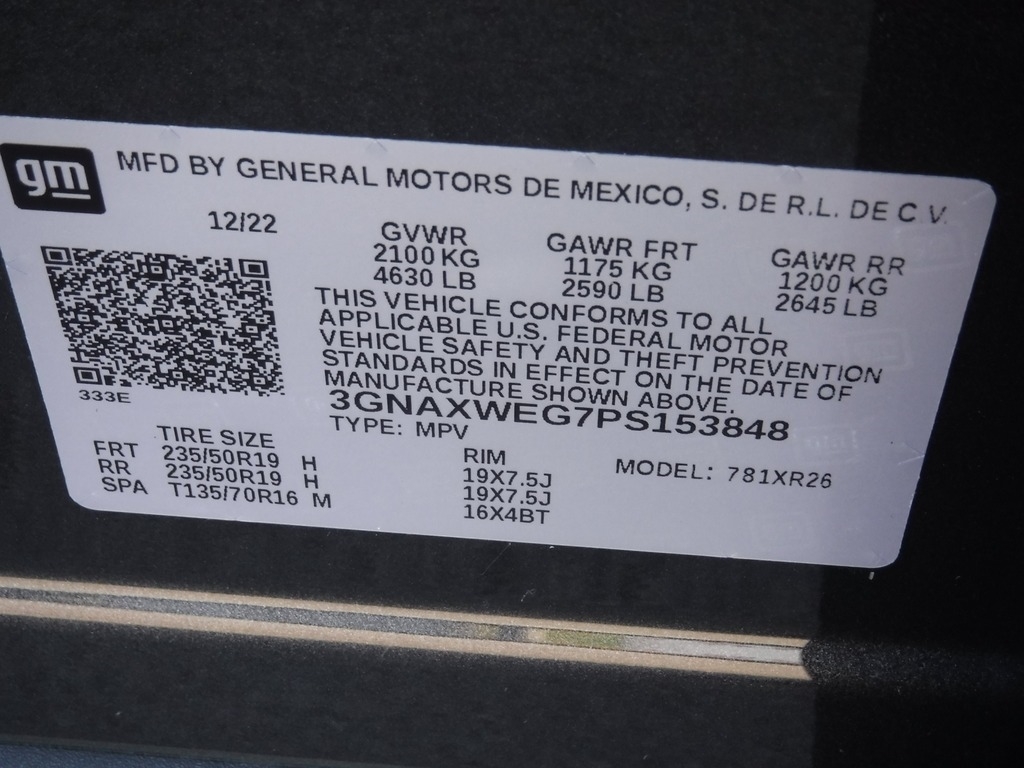 gm
MFD BY GENERAL MOTORS DE MEXICO, S. DE R.L. DE C V.
12/22
GVWR
2100 KG
4630 LB
GAWR FRT
1175 KG
2590 LB
GAWR RR
1200 KG
2645 LB
THIS VEHICLE CONFORMS TO ALL
APPLICABLE U.S. FEDERAL MOTOR
VEHICLE SAFETY AND THEFT PREVENTION
STANDARDS IN EFFECT ON THE DATE OF
MANUFACTURE SHOWN ABOVE.
3GNAXWEG7PS153848
TYPE: MPV
333E
TIRE SIZE
FRT 235/50R19 H
RR 235/50R19 H
SPA T135/70R16 M
RIM
19X7.5J
19X7.5J
16X4BT
MODEL: 781XR26